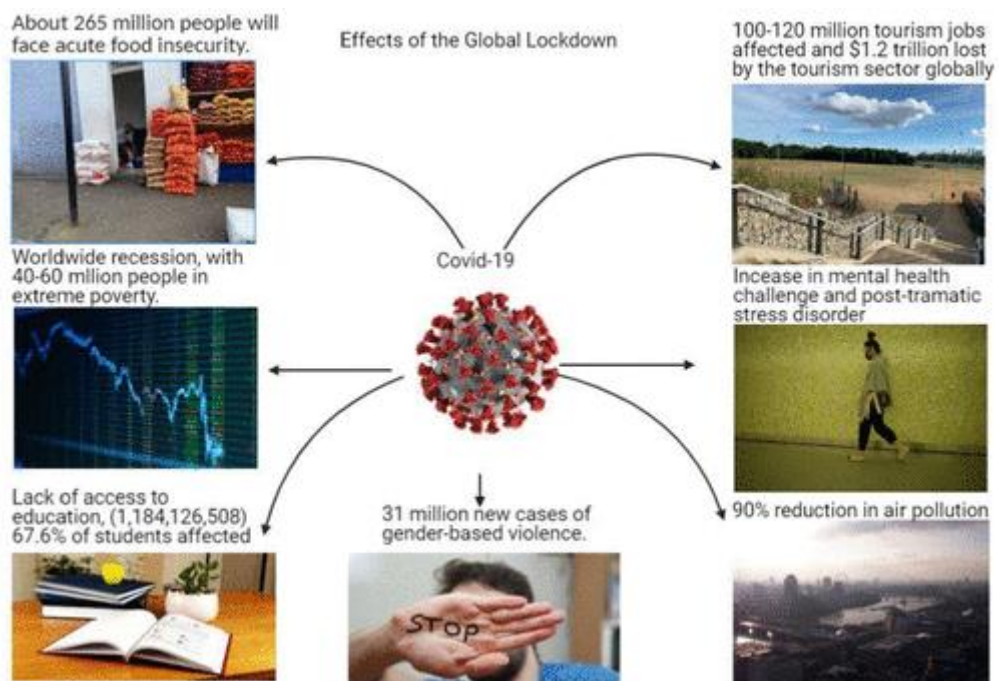 About 265 million people will
face acute food insecurity.
Effects of the Global Lockdown
100-120 million tourism jobs
affected and $1.2 trillion lost
by the tourism sector globally
Covid-19
Worldwide recession, with
40-60 mllion people in
extreme poverty.
Incease in mental health
challenge and post-tramatic
stress disorder
Lack of access to
education, (1,184,126,508)
67.6% of students affected
31 million new cases of
gender-based violence.
STOP
90% reduction in air pollution